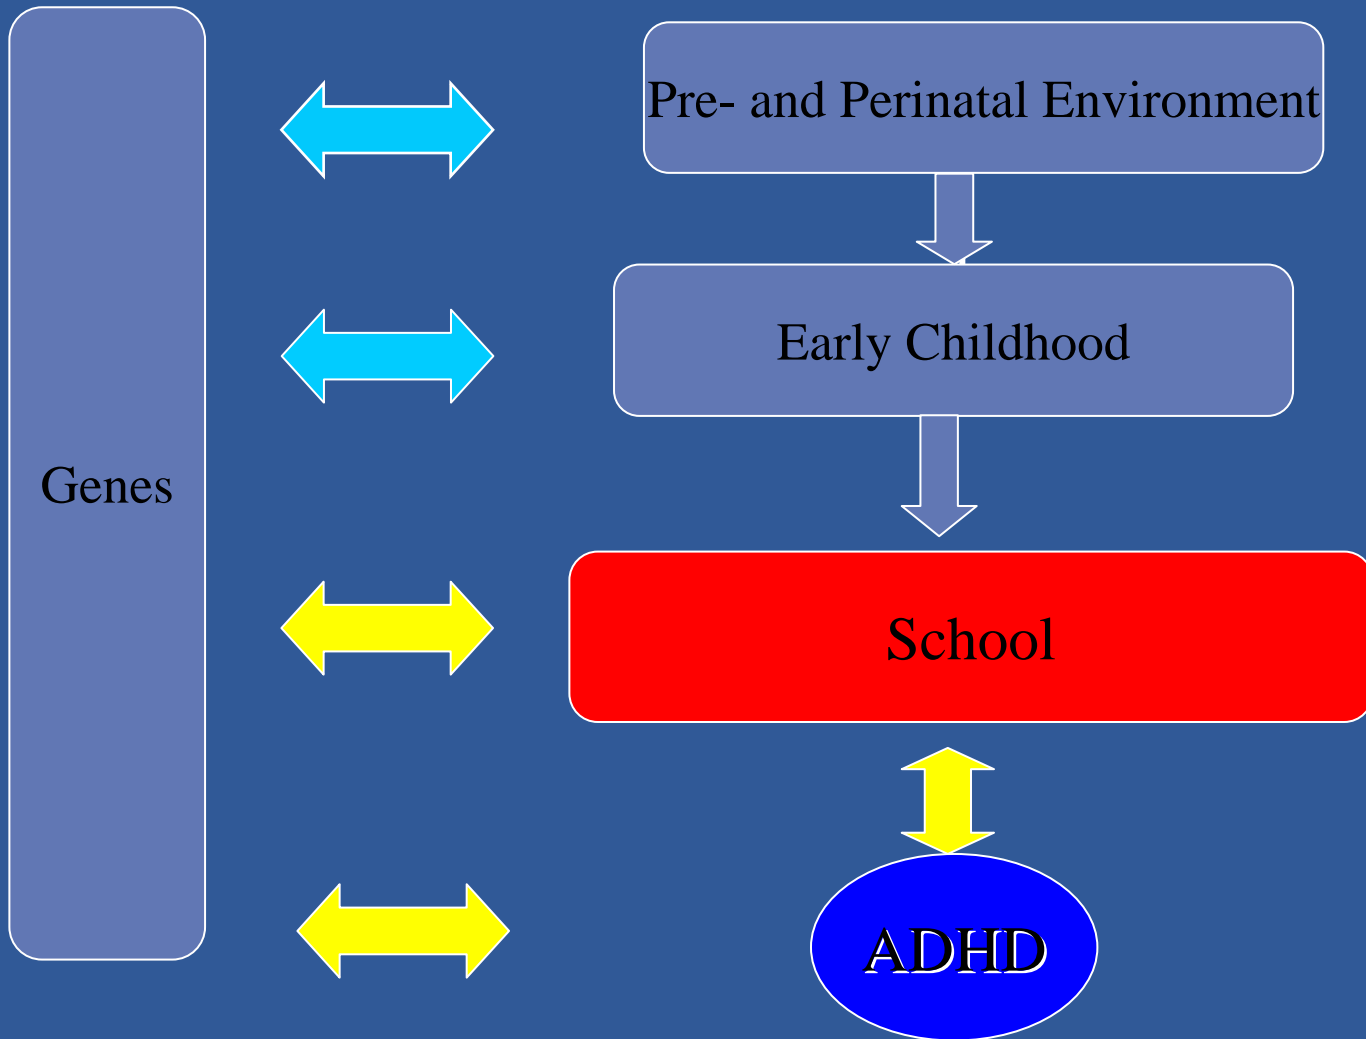 Genes
Pre- and Perinatal Environment
Early Childhood
School
ADHD